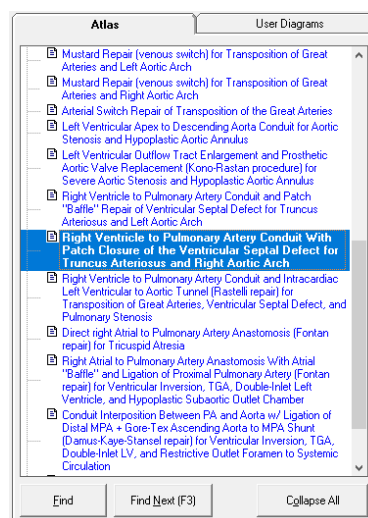 Atlas
User Diagrams
Mustard Repair (venous switch) for Transposition of Great
Arteries and Left Aortic Arch
Mustard Repair (venous switch) for Transposition of Great
Arteries and Right Aortic Arch
Arterial Switch Repair of Transposition of the Great Arteries
Left Ventricular Apex to Descending Aorta Conduit for Aortic
Stenosis and Hypoplastic Aortic Annulus
Left Ventricular Outflow Tract Enlargement and Prosthetic
Aortic Valve Replacement (Kono-Rastan procedure) for
Severe Aortic Stenosis and Hypoplastic Aortic Annulus
Right Ventricle to Pulmonary Artery Conduit and Patch
"Baffle" Repair of Ventricular Septal Defect for Truncus
Arteriosus and Left Aortic Arch
Right Ventricle to Pulmonary Artery Conduit With
Patch Closure of the Ventricular Septal Defect for
Truncus Arteriosus and Right Aortic Arch
Right Ventricle to Pulmonary Artery Conduit and Intracardiac
Left Ventricular to Aortic Tunnel (Rastelli repair) for
Transposition of Great Arteries, Ventricular Septal Defect, and
Pulmonary Stenosis
Direct right Atrial to Pulmonary Artery Anastomosis (Fontan
repair) for Tricuspid Atresia
Right Atrial to Pulmonary Artery Anastomosis With Atrial
"Baffle" and Ligation of Proximal Pulmonary Artery (Fontan
repair) for Ventricular Inversion, TGA, Double-Inlet Left
Ventricle, and Hypoplastic Subaortic Outlet Chamber
Conduit Interposition Between PA and Aorta w/ Ligation of
Distal MPA + Gore-Tex Ascending Aorta to MPA Shunt
(Damus-Kaye-Stansel repair) for Ventricular Inversion, TGA,
Double-Inlet LV, and Restrictive Outlet Foramen to Systemic
Circulation
Find
Find Next (F3)
Collapse All